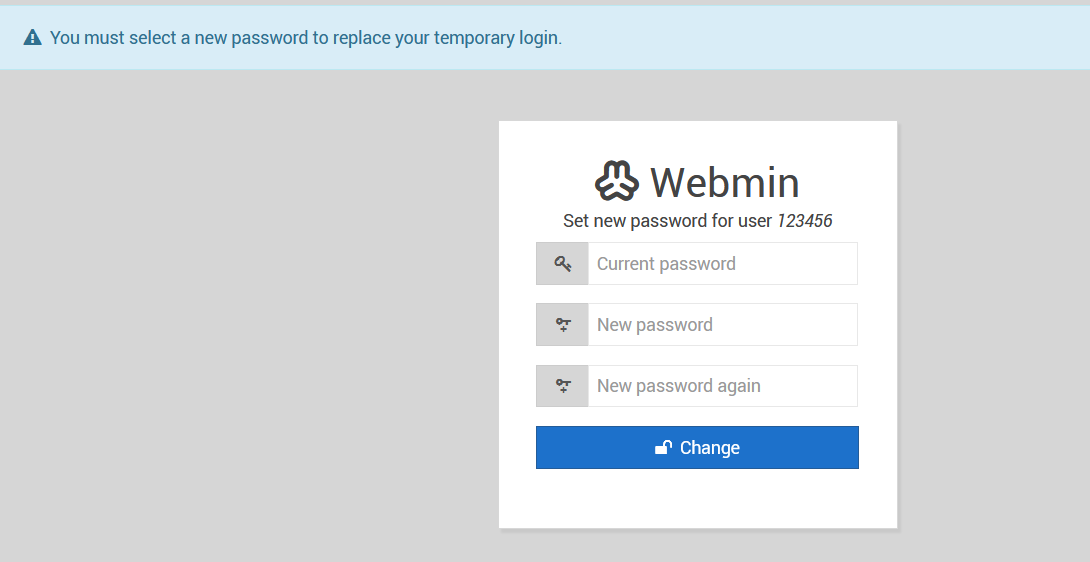 You must select a new password to replace your temporary login.
Webmin
Set new password for user 123456
Current password
New password
New password again
Change